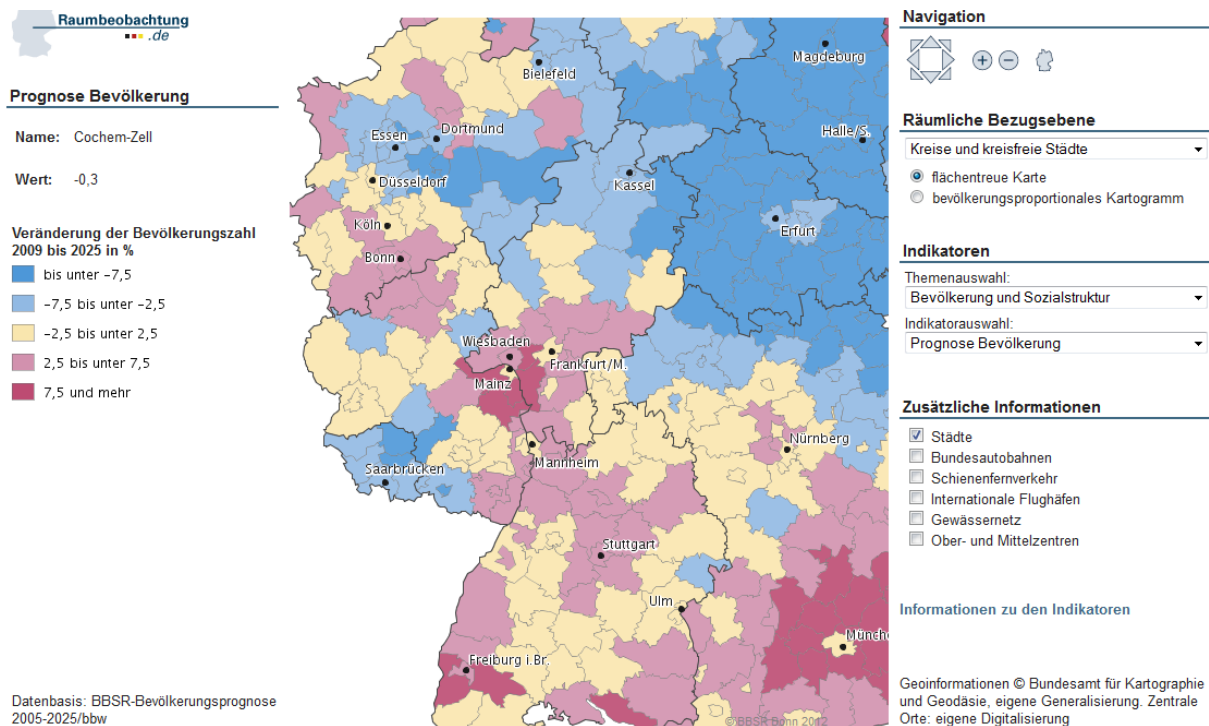 Raumbeobachtung
.de
Prognose Bevölkerung
Name: Cochem-Zell
Wert: -0,3
Veränderung der Bevölkerungszahl
2009 bis 2025 in %
bis unter −7,5
−7,5 bis unter −2,5
−2,5 bis unter 2,5
2,5 bis unter 7,5
7,5 und mehr
Datenbasis: BBSR-Bevölkerungsprognose
2005-2025/bbw
Magdeburg
Bielefeld
Essen
Dortmund
Halle/S.
Düsseldorf
Kassel
Köln
Erfurt
Bonn
Wiesbaden
Frankfurt/M.
Mainz
Nürnberg
Mannheim
Saarbrücken
Stuttgart
Ulm
Münche
Freiburg i.Br.
© BBSR Bonn 2012
Navigation
Räumliche Bezugsebene
Kreise und kreisfreie Städte
flächentreue Karte
bevölkerungsproportionales Kartogramm
Indikatoren
Themenauswahl:
Bevölkerung und Sozialstruktur
Indikatorauswahl:
Prognose Bevölkerung
Zusätzliche Informationen
Städte
Bundesautobahnen
Schienenfernverkehr
Internationale Flughäfen
Gewässernetz
Ober- und Mittelzentren
Informationen zu den Indikatoren
Geoinformationen © Bundesamt für Kartographie
und Geodäsie, eigene Generalisierung. Zentrale
Orte: eigene Digitalisierung